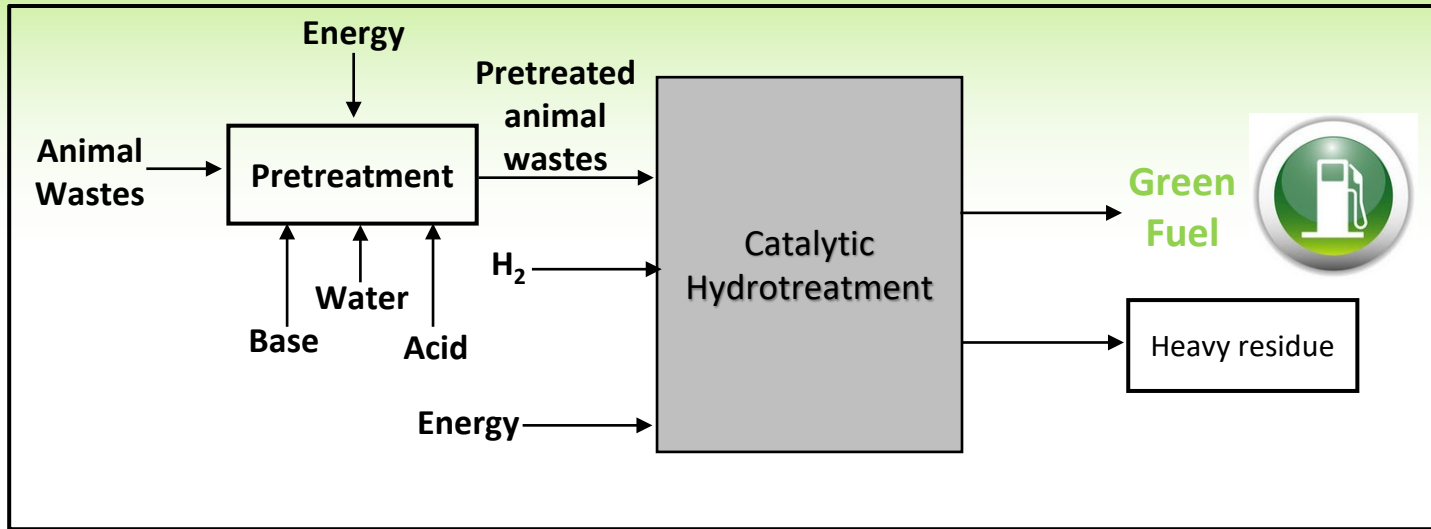 Energy
Pretreated
animal
wastes
Animal
Wastes
Pretreatment
Green
Fuel
Catalytic
Hydrotreatment
H₂
Water
Base
Acid
Heavy residue
Energy